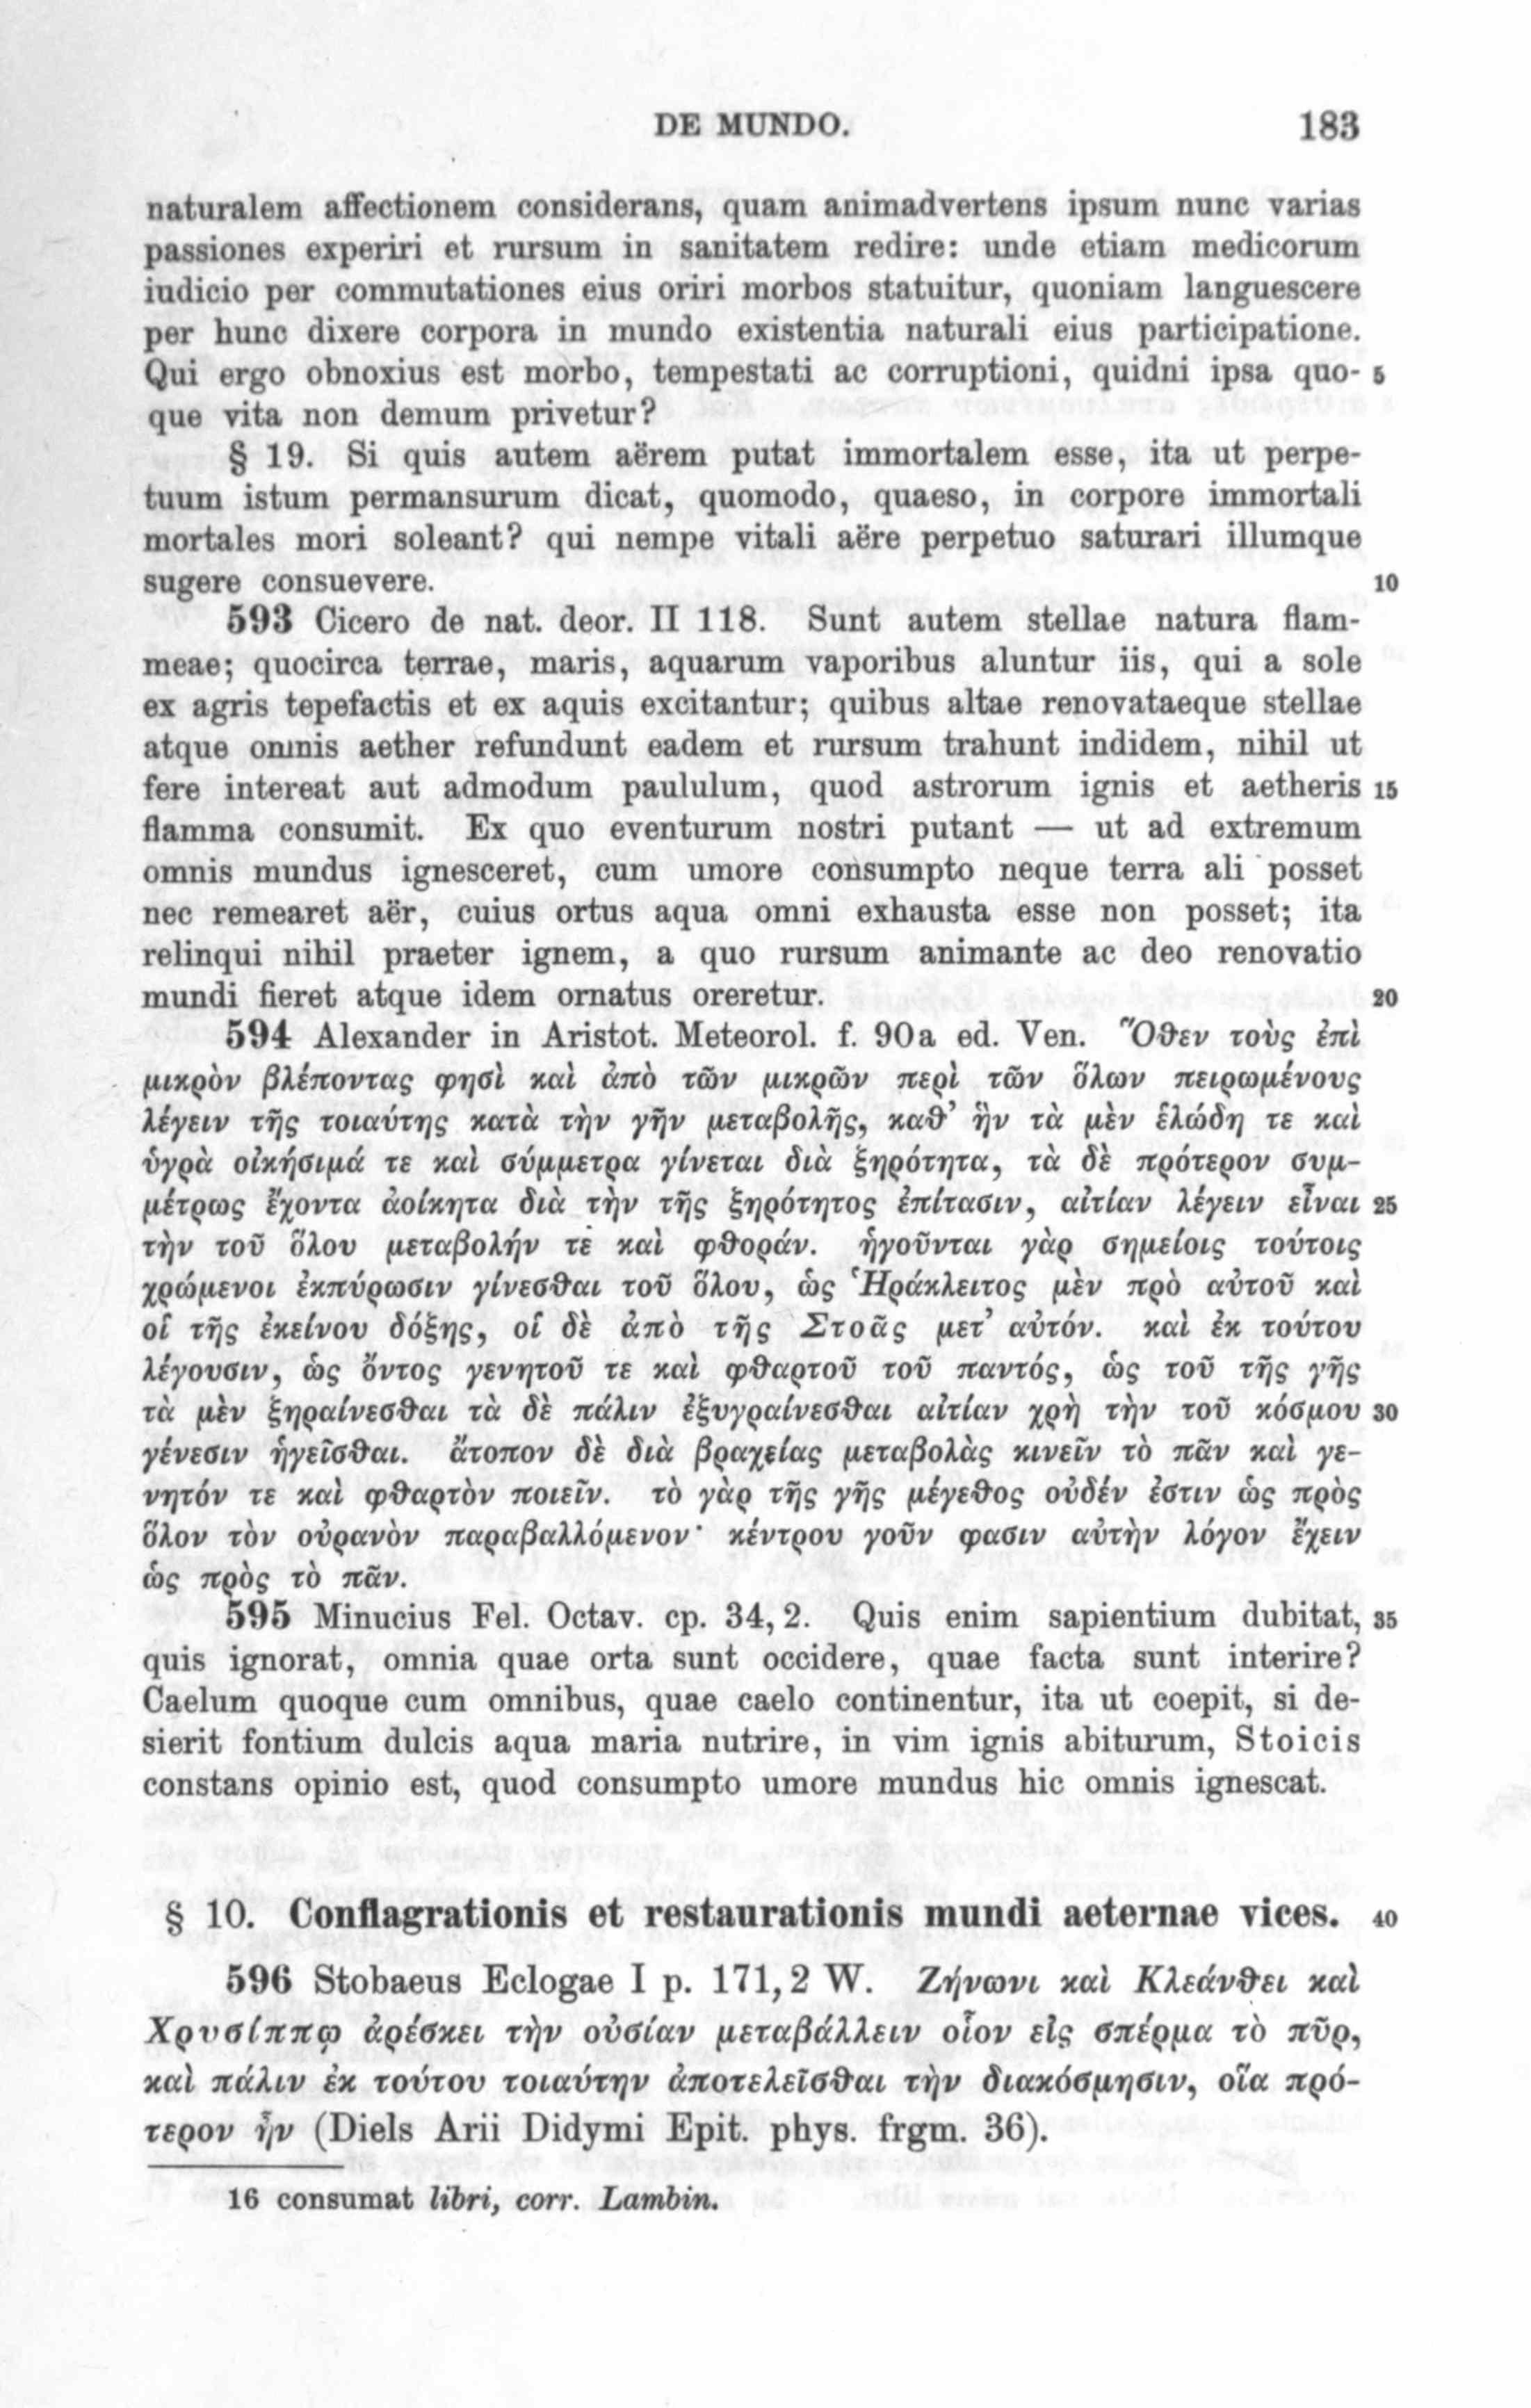 DE MUNDO. 183
naturalem affectionem considerans, quam animadvertens ipsum nunc varias
passiones experiri et rursum in sanitatem redire: unde etiam medicorum
iudicio per commutationes eius oriri morbos statuitur, quoniam languescere
per hunc dixere corpora in mundo existentia naturali eius participatione.
Qui ergo obnoxius est morbo, tempestati ac corruptioni, quidni ipsa quo- 5
que vita non demum privetur?
§ 19. Si quis autem aërem putat immortalem esse, ita ut perpe-
tuum istum permansurum dicat, quomodo, quaeso, in corpore immortali
mortales mori soleant? qui nempe vitali aëre perpetuo saturari illumque
sugere consuevere. 10
593 Cicero de nat. deor. II 118. Sunt autem stellae natura flam-
meae; quocirca terrae, maris, aquarum vaporibus aluntur iis, qui a sole
ex agris tepefactis et ex aquis excitantur; quibus altae renovataeque stellae
atque omnis aether refundunt eadem et rursum trahunt indidem, nihil ut
fere intereat aut admodum paululum, quod astrorum ignis et aetheris 15
flamma consumit. Ex quo eventurum nostri putant — ut ad extremum
omnis mundus ignesceret, cum umore consumpto neque terra ali posset
nec remearet aër, cuius ortus aqua omni exhausta esse non posset; ita
relinqui nihil praeter ignem, a quo rursum animante ac deo renovatio
mundi fieret atque idem ornatus oreretur. 20
594 Alexander in Aristot. Meteorol. f. 90a ed. Ven. Ὅθεν τοὺς ἐπὶ
μικρὸν βλέποντας φησὶ καὶ ἀπὸ τῶν μικρῶν περὶ τῶν ὅλων πειρωμένους
λέγειν τῆς τοιαύτης κατὰ τὴν γῆν μεταβολῆς, καθ’ ἣν τὰ μὲν ἑλώδη τε καὶ
ὑγρὰ οἰκήσιμά τε καὶ σύμμετρα γίνεται διὰ ξηρότητα, τὰ δὲ πρότερον συμ-
μέτρως ἔχοντα ἀοίκητα διὰ τὴν τῆς ξηρότητος ἐπίτασιν, αἰτίαν λέγειν εἶναι 25
τὴν τοῦ ὅλου μεταβολήν τε καὶ φθοράν. ἡγοῦνται γὰρ σημείοις τούτοις
χρώμενοι ἐκπύρωσιν γίνεσθαι τοῦ ὅλου, ὡς Ἡράκλειτος μὲν πρὸ αὐτοῦ καὶ
οἱ τῆς ἐκείνου δόξης, οἱ δὲ ἀπὸ τῆς Στοᾶς μετ’ αὐτόν. καὶ ἐκ τούτου
λέγουσιν, ὡς ὄντος γενητοῦ τε καὶ φθαρτοῦ τοῦ παντός, ὡς τοῦ τῆς γῆς
τὰ μὲν ξηραίνεσθαι τὰ δὲ πάλιν ἐξυγραίνεσθαι αἰτίαν χρὴ τὴν τοῦ κόσμου 30
γένεσιν ἡγεῖσθαι. ἄτοπον δὲ διὰ βραχείας μεταβολὰς κινεῖν τὸ πᾶν καὶ γε-
νητόν τε καὶ φθαρτὸν ποιεῖν. τὸ γὰρ τῆς γῆς μέγεθος οὐδέν ἐστιν ὡς πρὸς
ὅλον τὸν οὐρανὸν παραβαλλόμενον· κέντρου γοῦν φασιν αὐτὴν λόγον ἔχειν
ὡς πρὸς τὸ πᾶν.
595 Minucius Fel. Octav. cp. 34, 2. Quis enim sapientium dubitat, 35
quis ignorat, omnia quae orta sunt occidere, quae facta sunt interire?
Caelum quoque cum omnibus, quae caelo continentur, ita ut coepit, si de-
sierit fontium dulcis aqua maria nutrire, in vim ignis abiturum, Stoicis
constans opinio est, quod consumpto umore mundus hic omnis ignescat.
§ 10. Conflagrationis et restaurationis mundi aeternae vices. 40
596 Stobaeus Eclogae I p. 171, 2 W. Ζήνωνι καὶ Κλεάνθει καὶ
Χρυσίππῳ ἀρέσκει τὴν οὐσίαν μεταβάλλειν οἷον εἰς σπέρμα τὸ πῦρ,
καὶ πάλιν ἐκ τούτου τοιαύτην ἀποτελεῖσθαι τὴν διακόσμησιν, οἵα πρό-
τερον ἦν (Diels Arii Didymi Epit. phys. frgm. 36).
16 consumat libri, corr. Lambin.